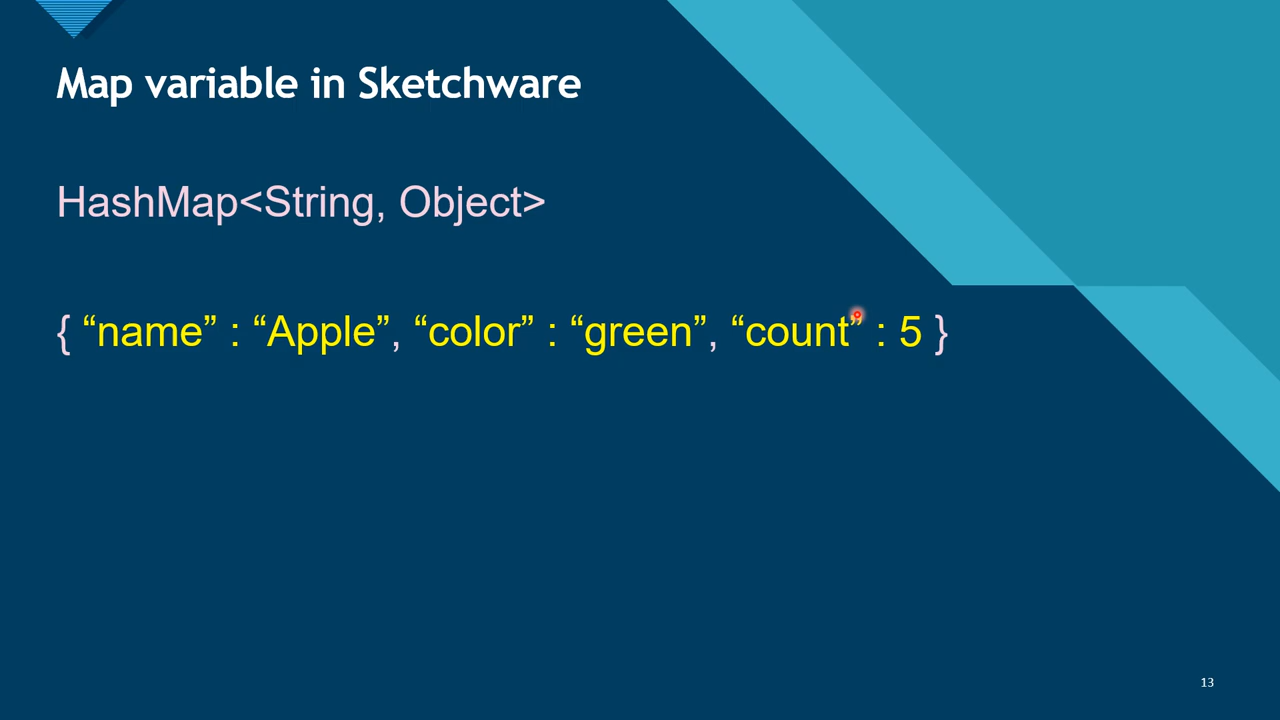 Map variable in Sketchware
HashMap<String, Object>
{ “name” : “Apple”, “color” : “green”, “count” : 5 }
13